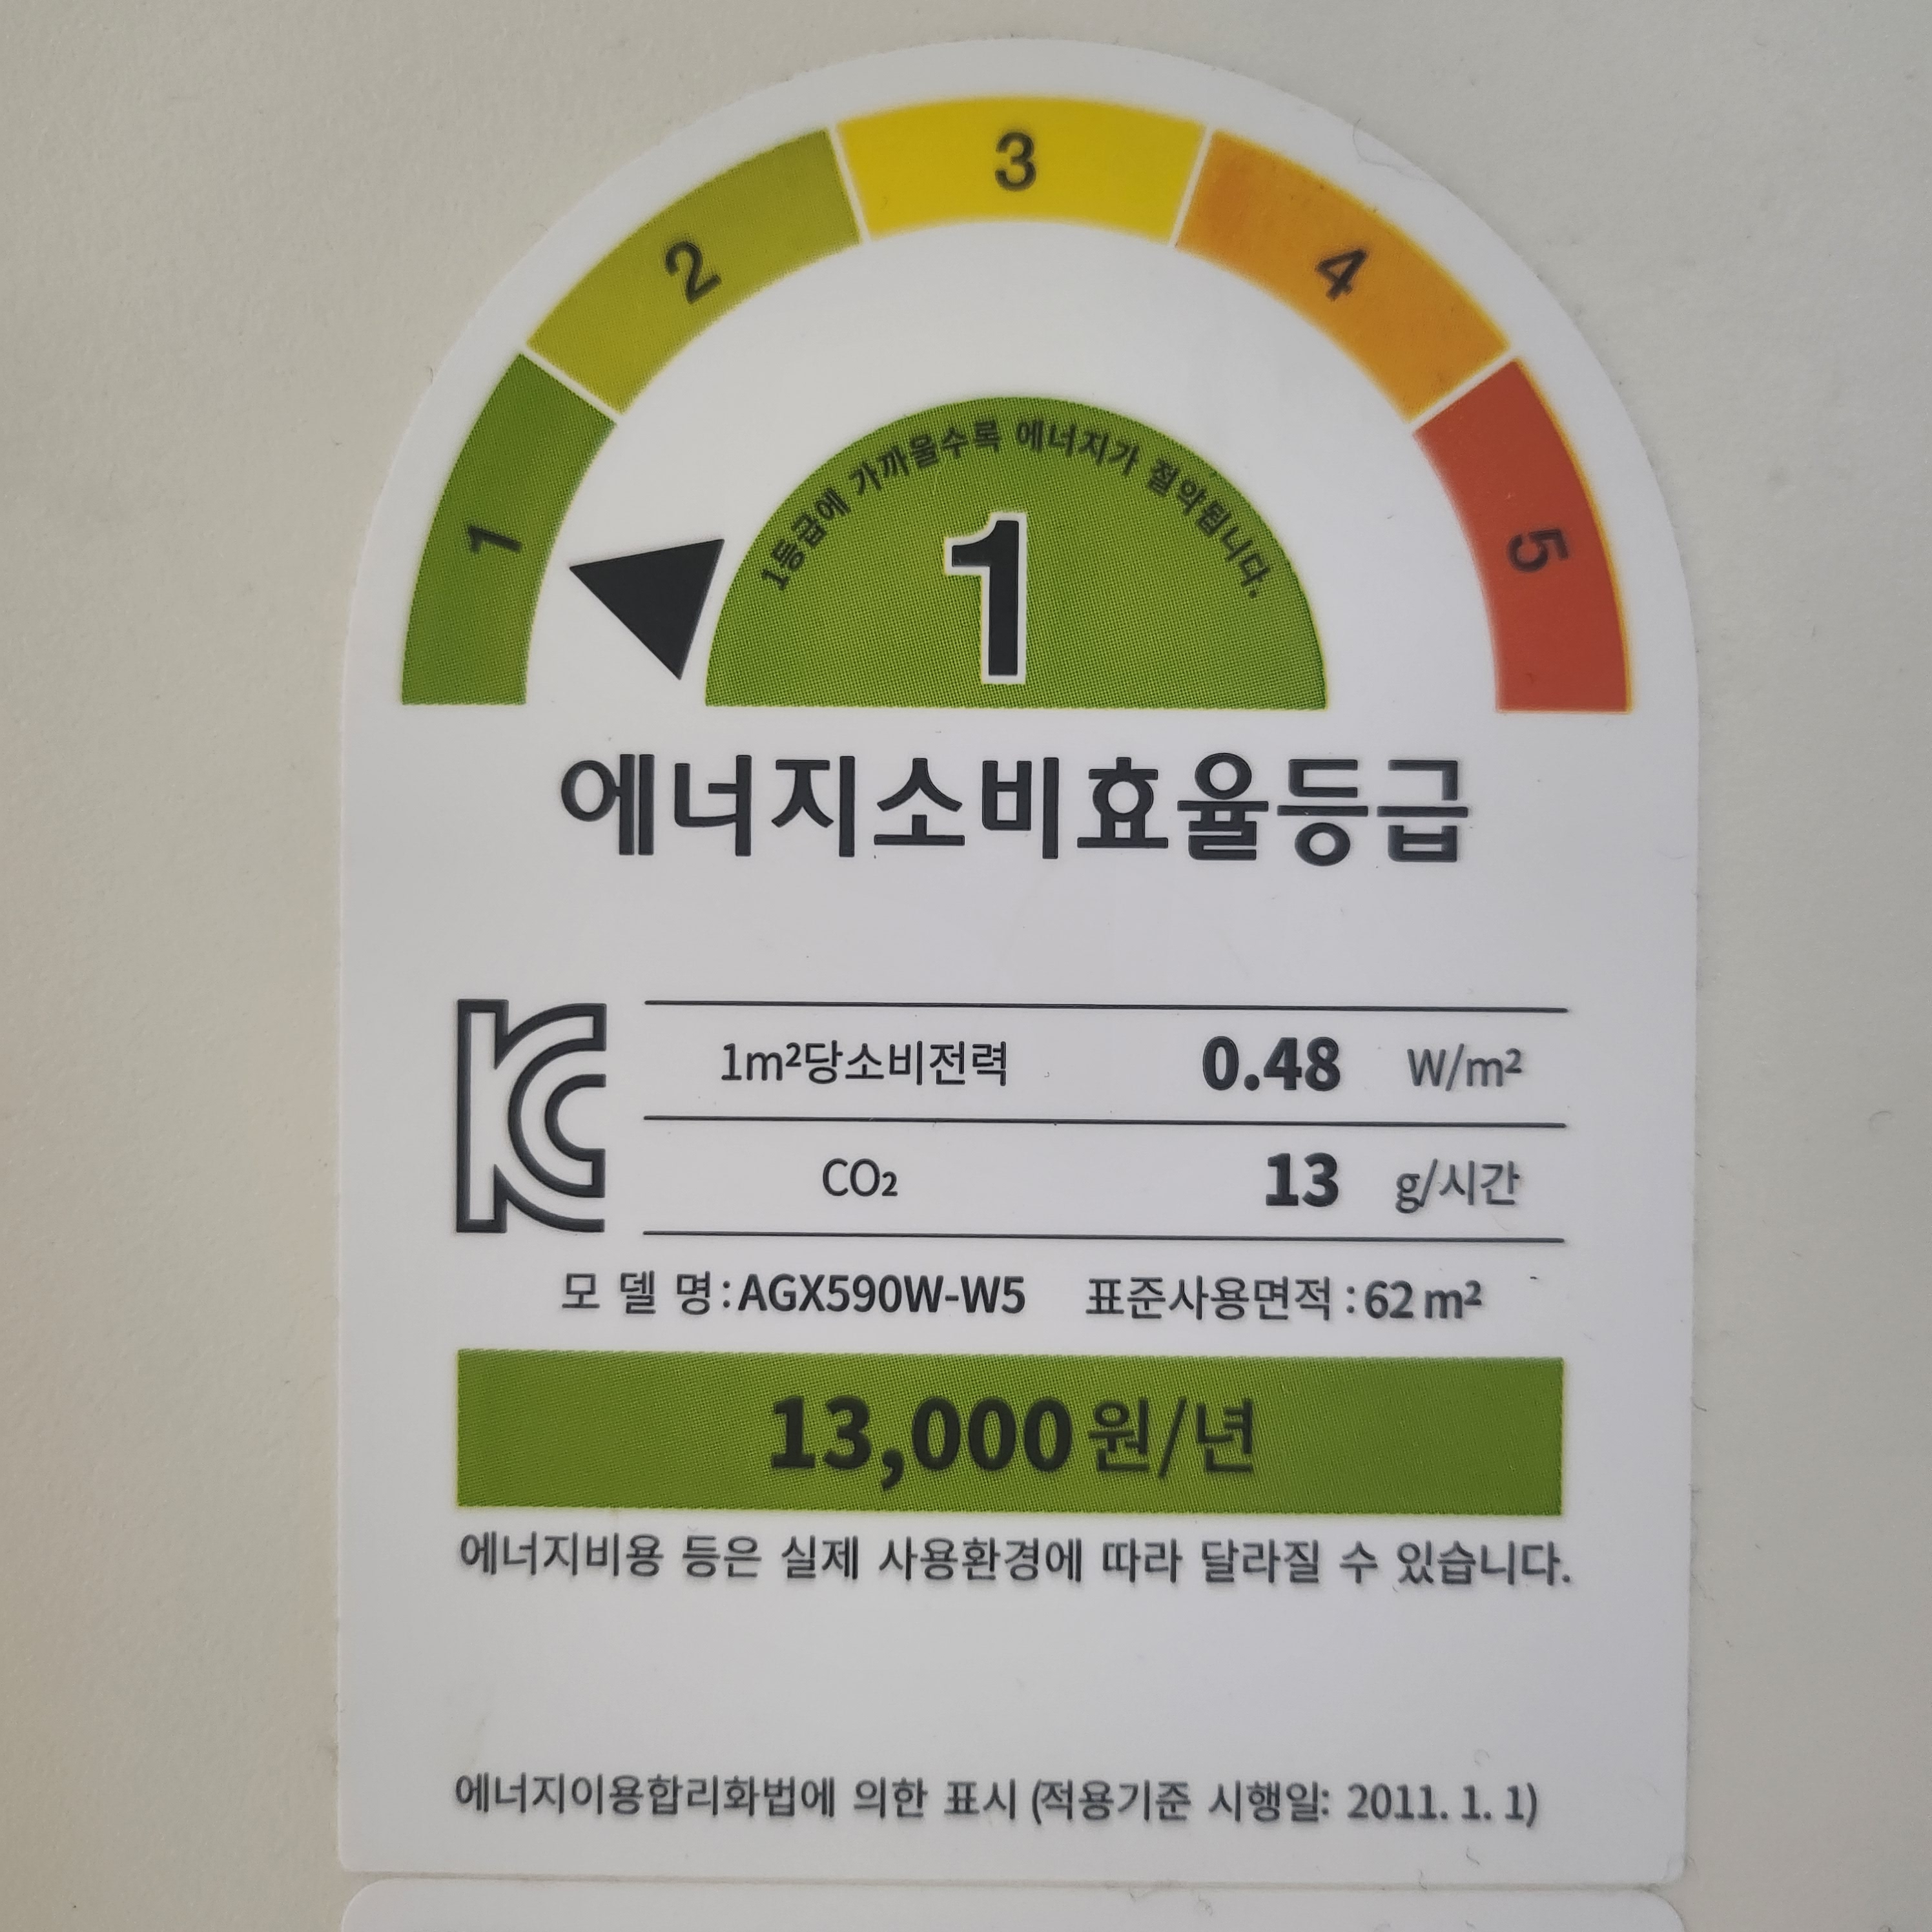 1 2 3 4 5
1등급에 가까울수록 에너지가 절약됩니다.
1
에너지소비효율등급
KC
1m²당소비전력 0.48 W/m²
CO₂ 13 g/시간
모 델 명:AGX590W-W5 표준사용면적:62m²
13,000원/년
에너지비용 등은 실제 사용환경에 따라 달라질 수 있습니다.
에너지이용합리화법에 의한 표시 (적용기준 시행일: 2011. 1. 1)